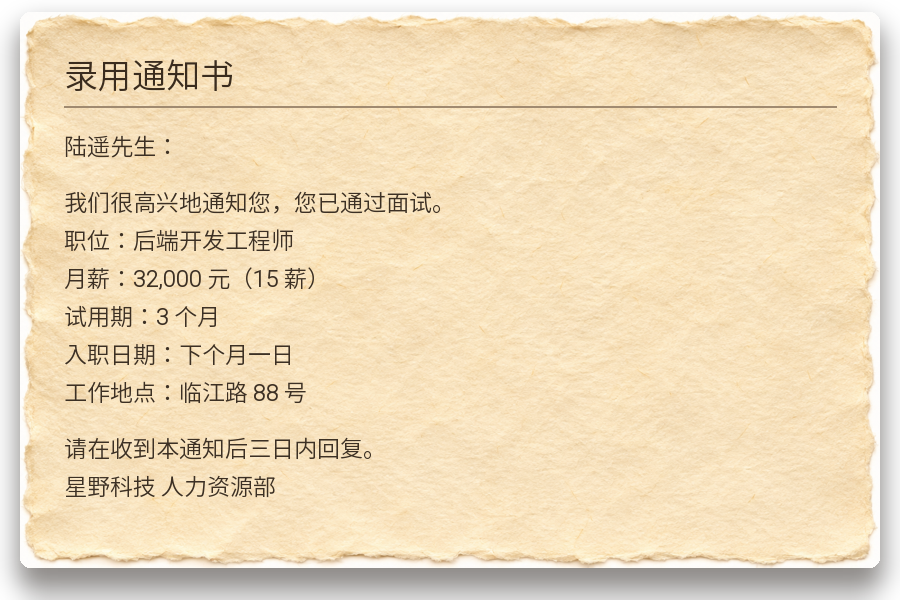 录用通知书
陆遥先生：
我们很高兴地通知您，您已通过面试。
职位：后端开发工程师
月薪：32,000 元（15 薪）
试用期：3 个月
入职日期：下个月一日
工作地点：临江路 88 号
请在收到本通知后三日内回复。
星野科技 人力资源部